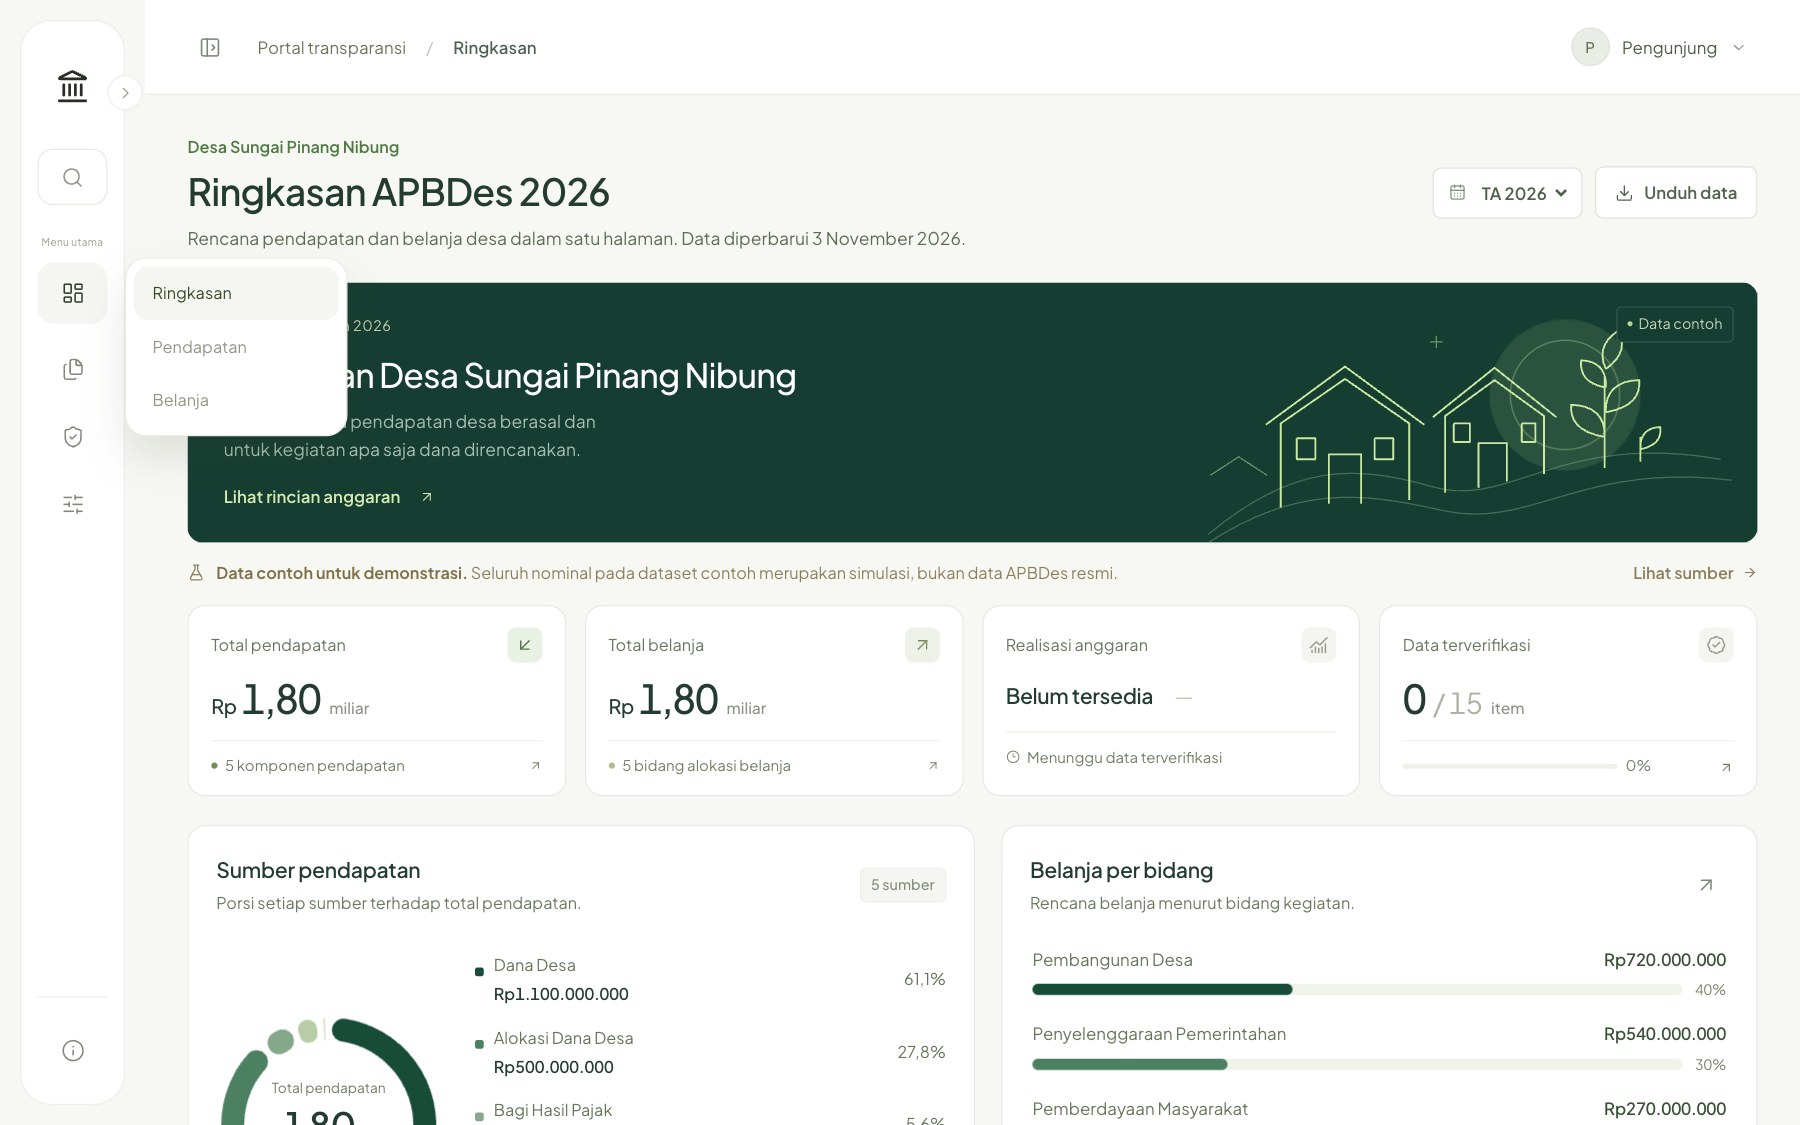 Portal transparansi / Ringkasan
P Pengunjung
Menu utama
Ringkasan
Pendapatan
Belanja
Desa Sungai Pinang Nibung
Ringkasan APBDes 2026
Rencana pendapatan dan belanja desa dalam satu halaman. Data diperbarui 3 November 2026.
TA 2026
Unduh data
2026
Data contoh
an Desa Sungai Pinang Nibung
pendapatan desa berasal dan
untuk kegiatan apa saja dana direncanakan.
Lihat rincian anggaran
Data contoh untuk demonstrasi. Seluruh nominal pada dataset contoh merupakan simulasi, bukan data APBDes resmi.
Lihat sumber
Total pendapatan
Rp 1,80 miliar
5 komponen pendapatan
Total belanja
Rp 1,80 miliar
5 bidang alokasi belanja
Realisasi anggaran
Belum tersedia —
Menunggu data terverifikasi
Data terverifikasi
0 /15 item
0%
Sumber pendapatan
Porsi setiap sumber terhadap total pendapatan.
5 sumber
Total pendapatan
1,80
Dana Desa
Rp1.100.000.000
61,1%
Alokasi Dana Desa
Rp500.000.000
27,8%
Bagi Hasil Pajak
5,6%
Belanja per bidang
Rencana belanja menurut bidang kegiatan.
Pembangunan Desa Rp720.000.000
40%
Penyelenggaraan Pemerintahan Rp540.000.000
30%
Pemberdayaan Masyarakat Rp270.000.000